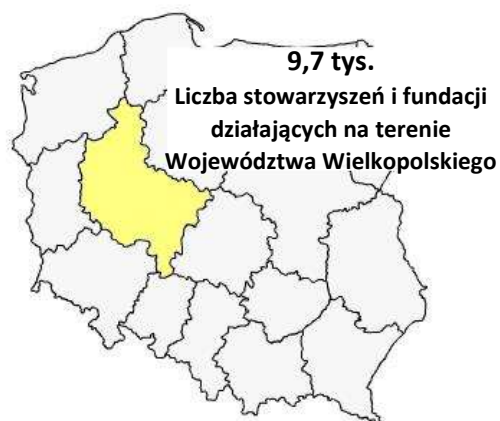 9,7 tys.
Liczba stowarzyszeń i fundacji
działających na terenie
Województwa Wielkopolskiego